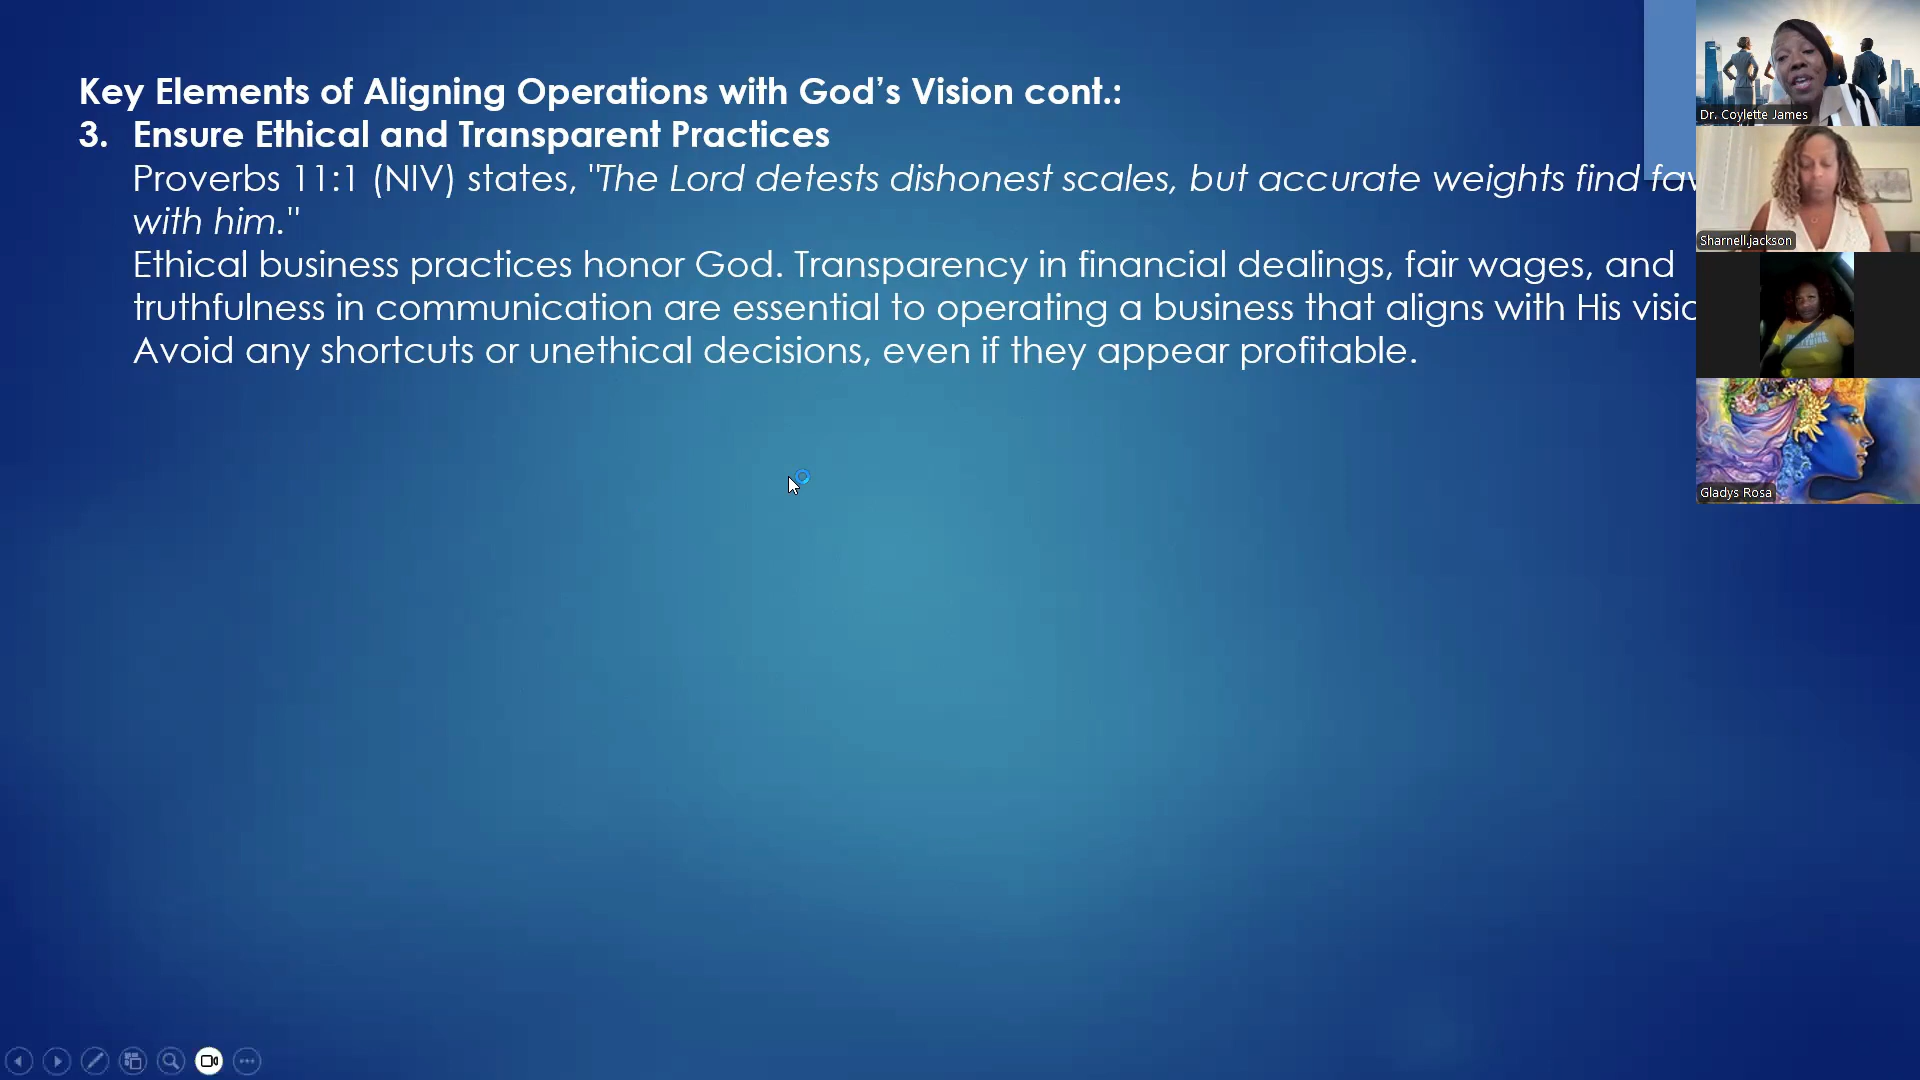 Key Elements of Aligning Operations with God’s Vision cont.:
3. Ensure Ethical and Transparent Practices
Proverbs 11:1 (NIV) states, "The Lord detests dishonest scales, but accurate weights find
with him."
Ethical business practices honor God. Transparency in financial dealings, fair wages, and
truthfulness in communication are essential to operating a business that aligns with His
Avoid any shortcuts or unethical decisions, even if they appear profitable.
Dr. Coylette James
Sharnell.jackson
Gladys Rosa